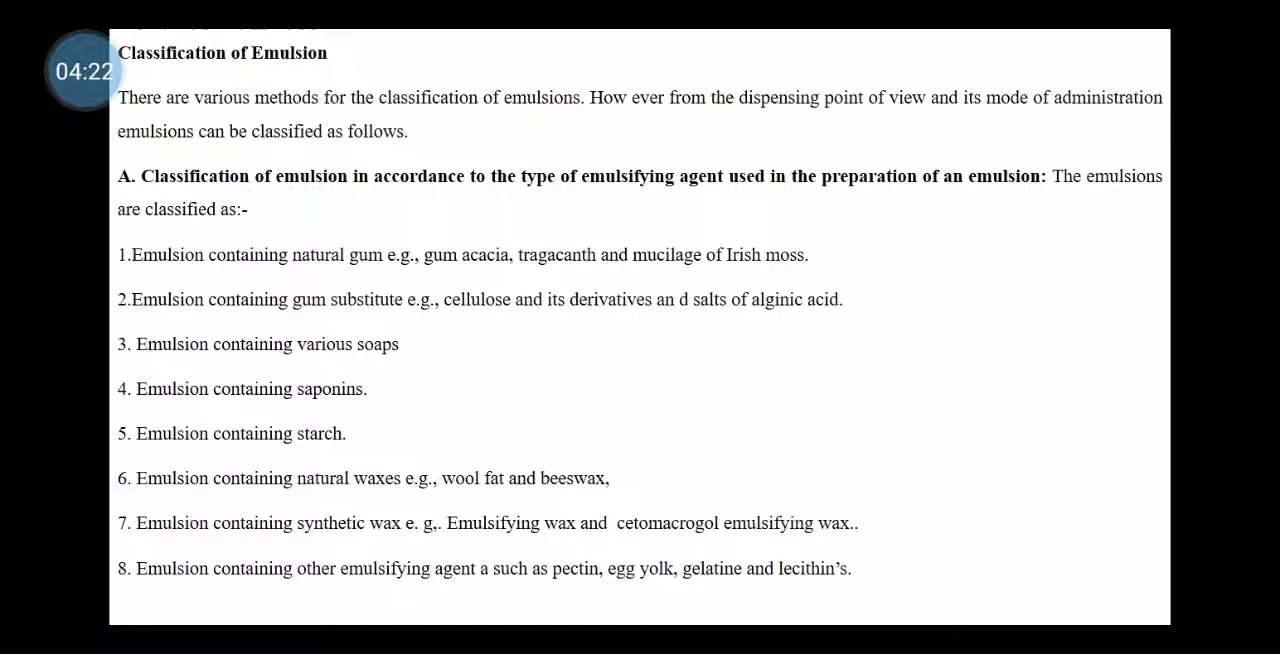 Classification of Emulsion
04:22
There are various methods for the classification of emulsions. How ever from the dispensing point of view and its mode of administration
emulsions can be classified as follows.
A. Classification of emulsion in accordance to the type of emulsifying agent used in the preparation of an emulsion: The emulsions
are classified as:-
1.Emulsion containing natural gum e.g., gum acacia, tragacanth and mucilage of Irish moss.
2.Emulsion containing gum substitute e.g., cellulose and its derivatives an d salts of alginic acid.
3. Emulsion containing various soaps
4. Emulsion containing saponins.
5. Emulsion containing starch.
6. Emulsion containing natural waxes e.g., wool fat and beeswax,
7. Emulsion containing synthetic wax e. g,. Emulsifying wax and  cetomacrogol emulsifying wax..
8. Emulsion containing other emulsifying agent a such as pectin, egg yolk, gelatine and lecithin’s.